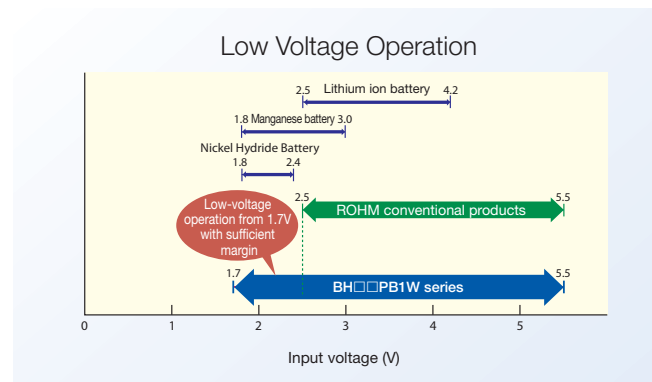 Low Voltage Operation
2.5 Lithium ion battery 4.2
1.8 Manganese battery 3.0
Nickel Hydride Battery
1.8 2.4
Low-voltage
operation from 1.7V
with sufficient
margin
2.5 5.5
ROHM conventional products
1.7 5.5
BH□□PB1W series
0 1 2 3 4 5
Input voltage (V)